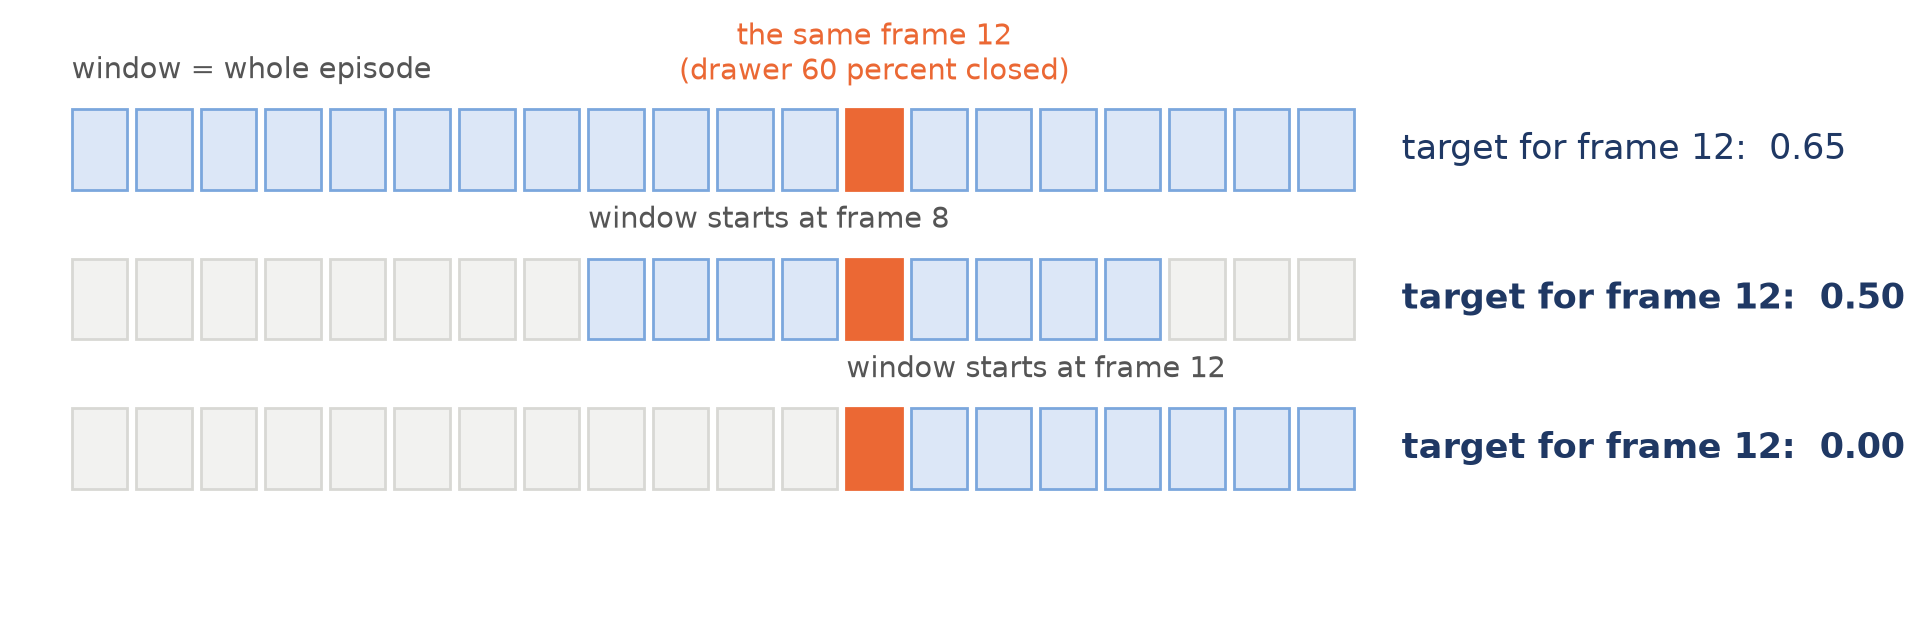 the same frame 12
(drawer 60 percent closed)
window = whole episode
target for frame 12: 0.65
window starts at frame 8
target for frame 12: 0.50
window starts at frame 12
target for frame 12: 0.00